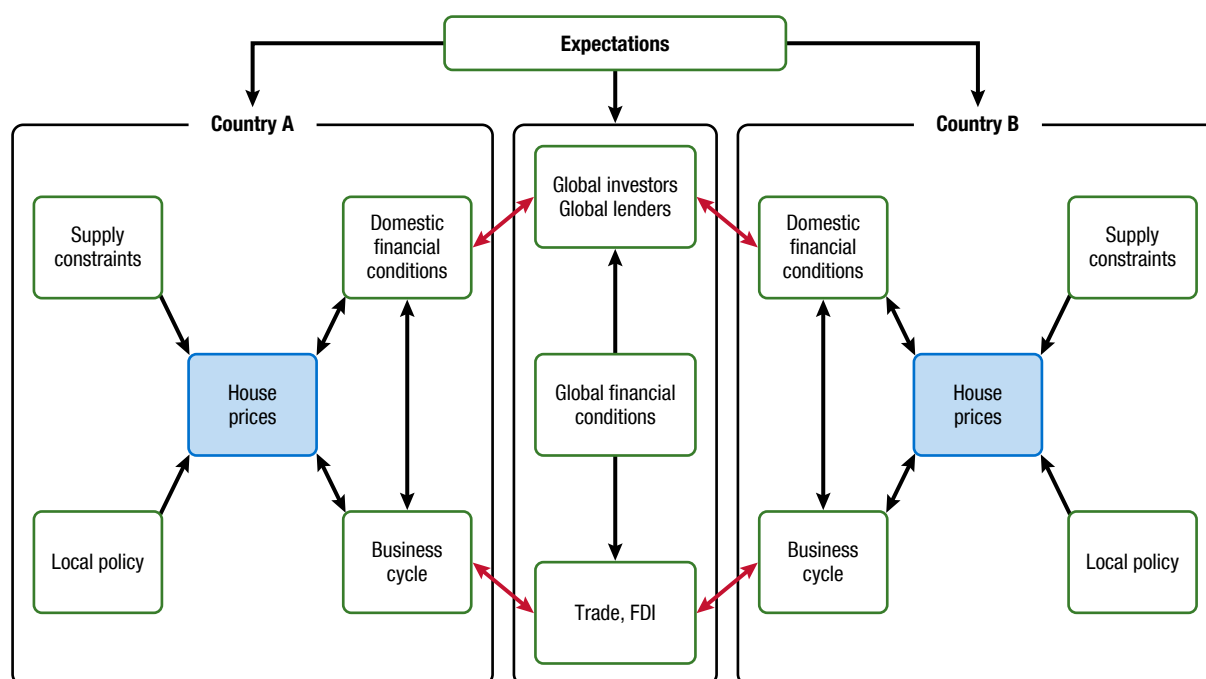 Expectations
Country A
Supply
constraints
Domestic
financial
conditions
House
prices
Local policy
Business
cycle
Global investors
Global lenders
Global financial
conditions
Trade, FDI
Country B
Domestic
financial
conditions
Supply
constraints
House
prices
Business
cycle
Local policy